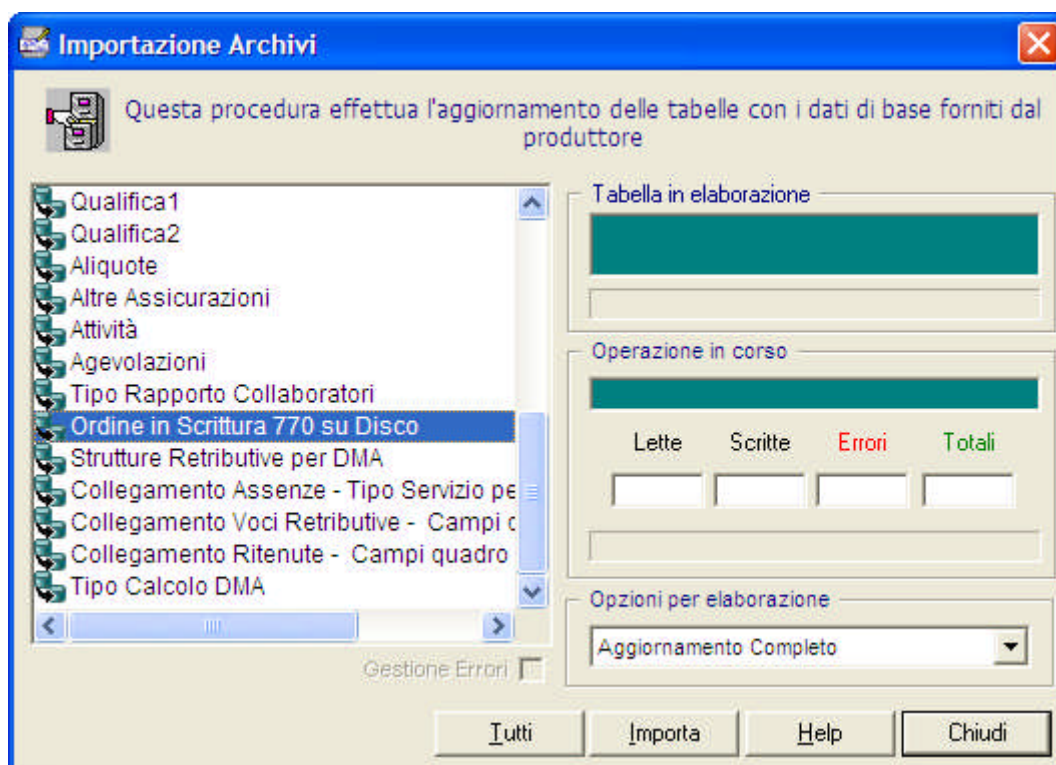 Importazione Archivi
Questa procedura effettua l'aggiornamento delle tabelle con i dati di base forniti dal
produttore
Qualifica1
Qualifica2
Aliquote
Altre Assicurazioni
Attività
Agevolazioni
Tipo Rapporto Collaboratori
Ordine in Scrittura 770 su Disco
Strutture Retributive per DMA
Collegamento Assenze - Tipo Servizio pe
Collegamento Voci Retributive - Campi c
Collegamento Ritenute - Campi quadro
Tipo Calcolo DMA
Gestione Errori
Tabella in elaborazione
Operazione in corso
Lette Scritte Errori Totali
Opzioni per elaborazione
Aggiornamento Completo
Tutti Importa Help Chiudi